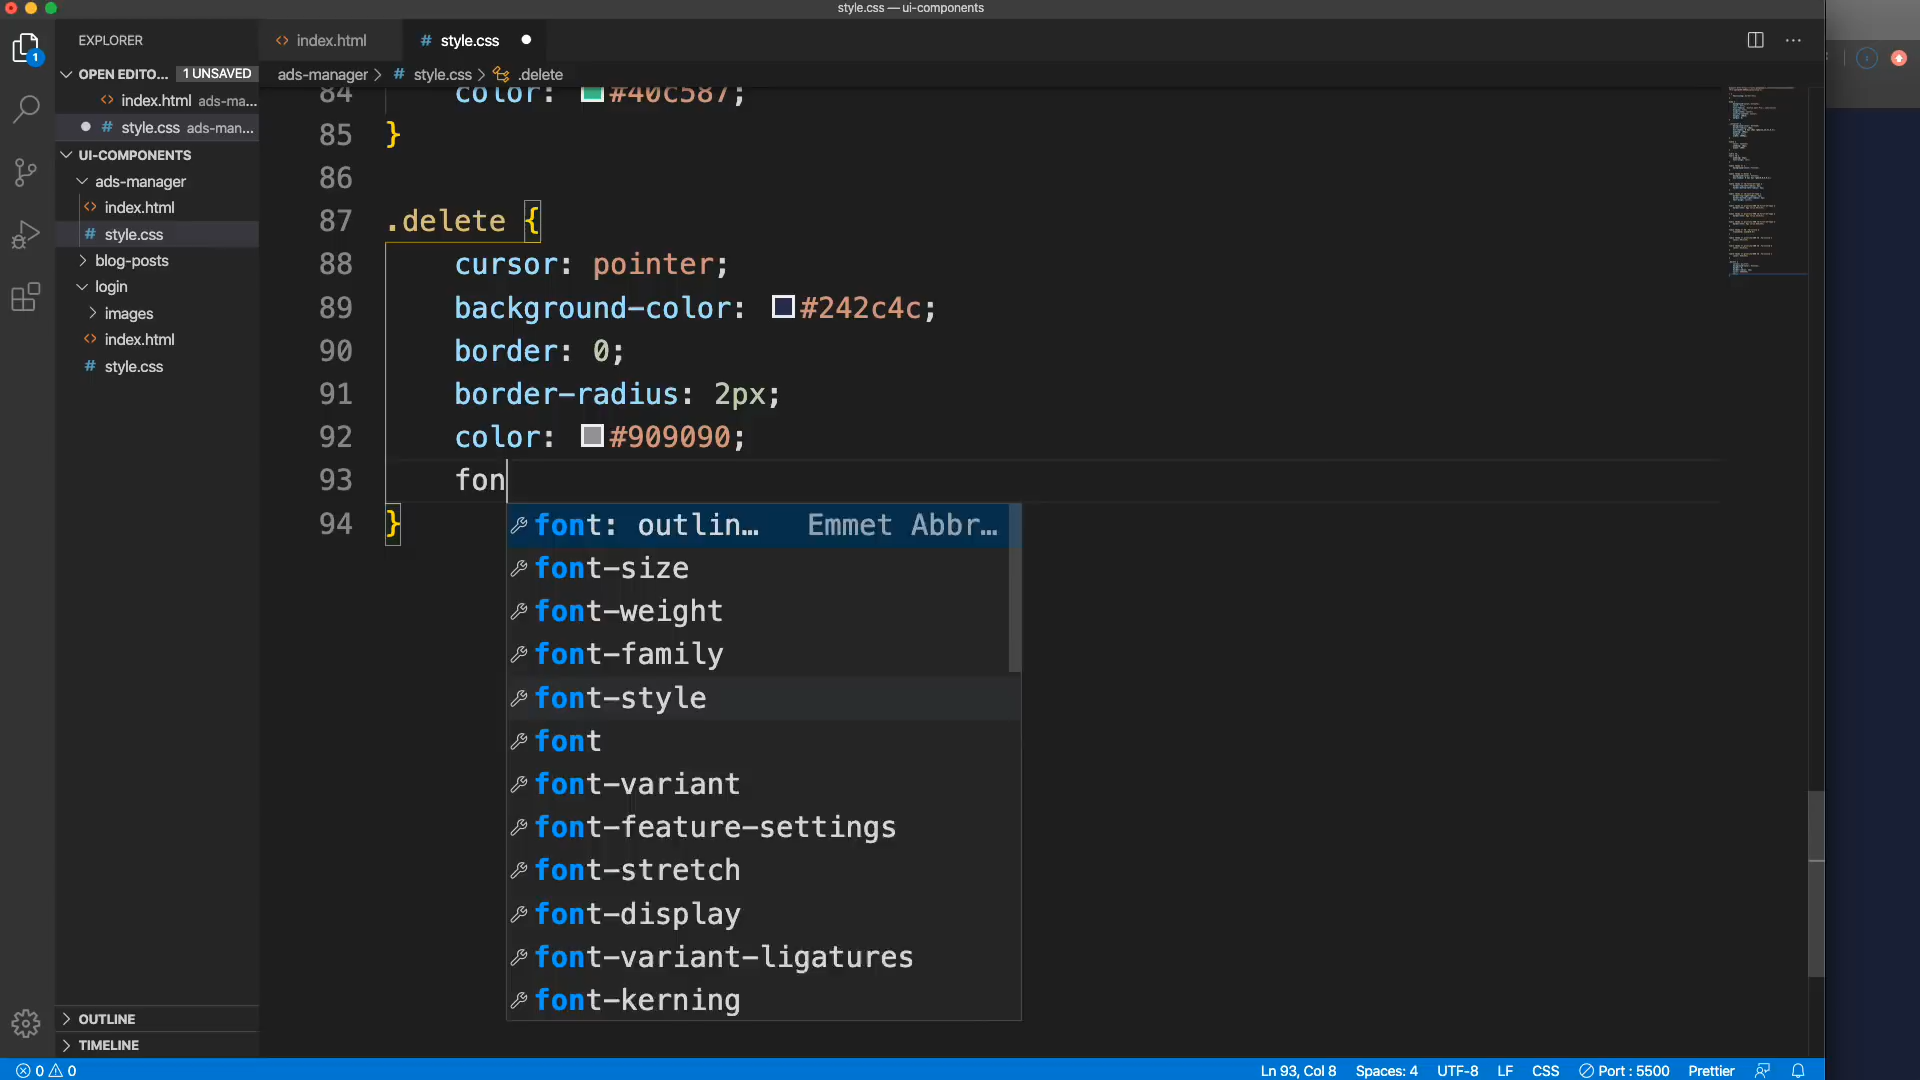 style.css — ui-components
EXPLORER
OPEN EDITO... 1 UNSAVED
index.html ads-ma...
style.css ads-man...
UI-COMPONENTS
ads-manager
index.html
style.css
blog-posts
login
images
index.html
style.css
OUTLINE
TIMELINE
index.html
style.css
ads-manager > style.css > .delete
84 color: #40c587;
85 }
86
87 .delete {
88 cursor: pointer;
89 background-color: #242c4c;
90 border: 0;
91 border-radius: 2px;
92 color: #909090;
93 fon
94 }
font: outlin... Emmet Abbr...
font-size
font-weight
font-family
font-style
font
font-variant
font-feature-settings
font-stretch
font-display
font-variant-ligatures
font-kerning
1
0 0
Ln 93, Col 8 Spaces: 4 UTF-8 LF CSS Port : 5500 Prettier